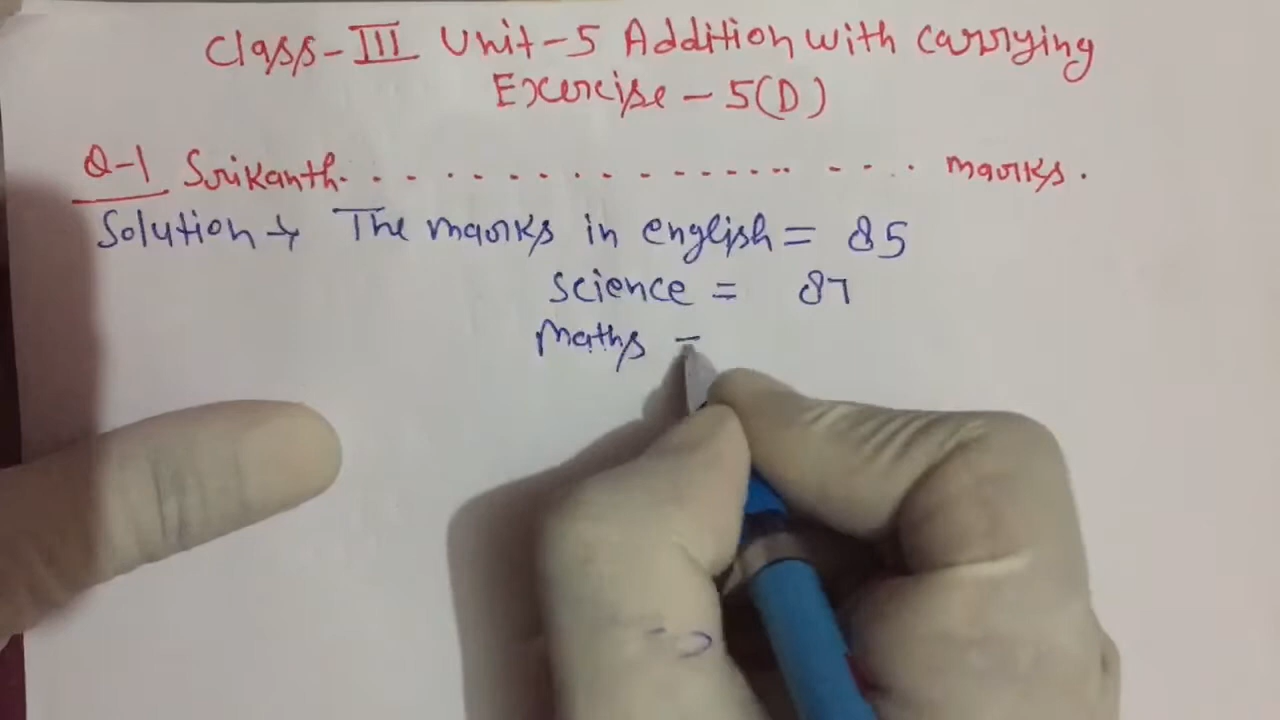 Class-III Unit-5 Addition with carrying
Exercise - 5(D)
Q-1 Srikanth. . . . . . . . . . . . . . . . . . . . marks.
Solution → The marks in english = 85
science = 87
Maths -